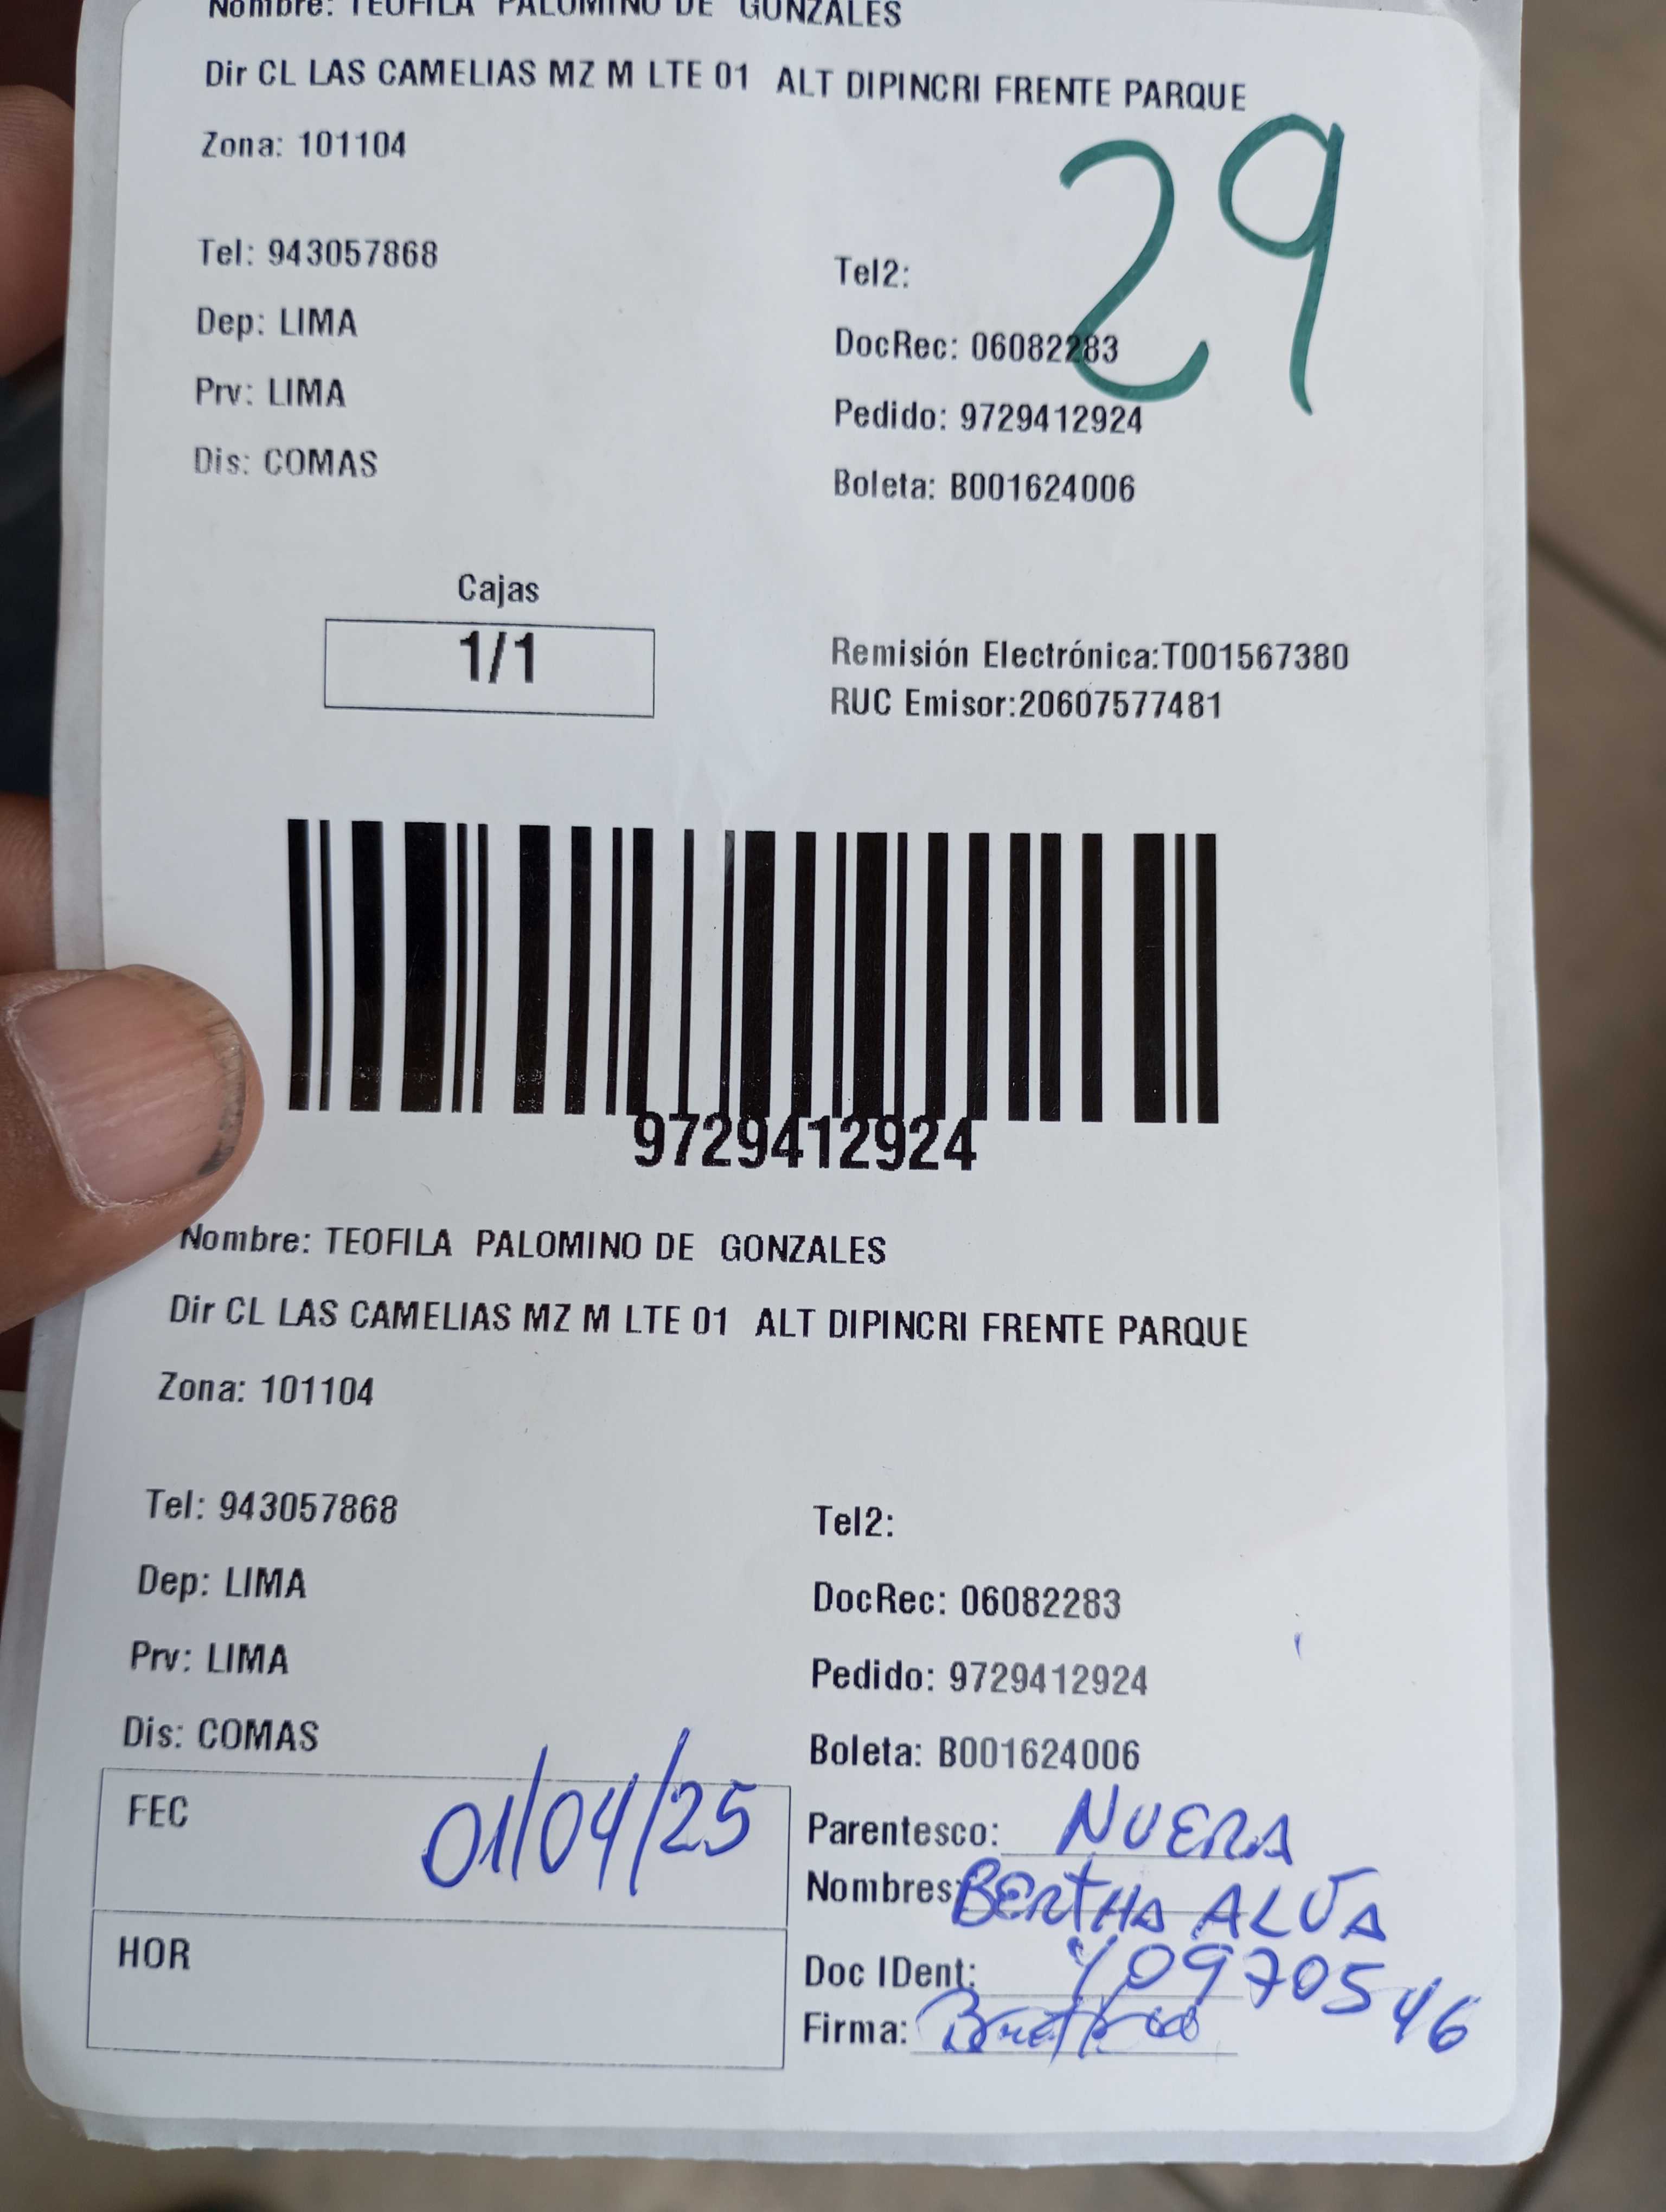 Nombre: TEOFILA PALOMINO DE GONZALES
Dir CL LAS CAMELIAS MZ M LTE 01 ALT DIPINCRI FRENTE PARQUE
Zona: 101104
29
Tel: 943057868
Tel2:
Dep: LIMA
DocRec: 06082283
Prv: LIMA
Pedido: 9729412924
Dis: COMAS
Boleta: B001624006
Cajas
1/1
Remisión Electrónica:T001567380
RUC Emisor:20607577481
9729412924
Nombre: TEOFILA PALOMINO DE GONZALES
Dir CL LAS CAMELIAS MZ M LTE 01 ALT DIPINCRI FRENTE PARQUE
Zona: 101104
Tel: 943057868
Tel2:
Dep: LIMA
DocRec: 06082283
Prv: LIMA
Pedido: 9729412924
Dis: COMAS
Boleta: B001624006
FEC 01/04/25
Parentesco: NUERA
Nombres: BERTHA ALVA
HOR
Doc IDent:
Firma: